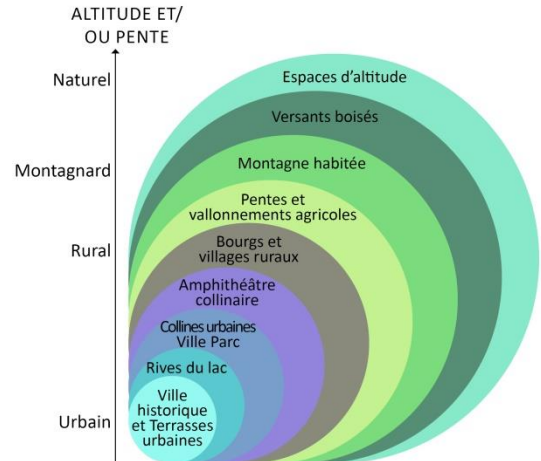 ALTITUDE ET/
OU PENTE
Naturel
Montagnard
Rural
Urbain
Espaces d'altitude
Versants boisés
Montagne habitée
Pentes et
vallonnements agricoles
Bourgs et
villages ruraux
Amphithéâtre
collinaire
Collines urbaines
Ville Parc
Rives du lac
Ville
historique
et Terrasses
urbaines